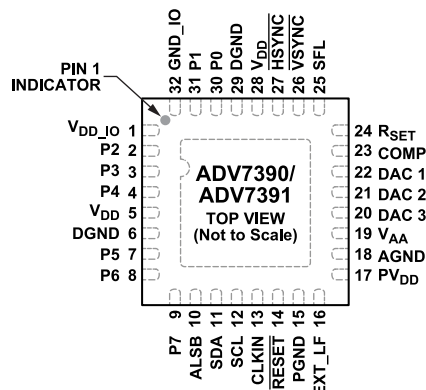 32 GND_IO
31 P1
30 P0
29 DGND
28 VDD
27 HSYNC
26 VSYNC
25 SFL
PIN 1
INDICATOR
VDD_IO 1
P2 2
P3 3
P4 4
VDD 5
DGND 6
P5 7
P6 8
ADV7390/
ADV7391
TOP VIEW
(Not to Scale)
24 RSET
23 COMP
22 DAC 1
21 DAC 2
20 DAC 3
19 VAA
18 AGND
17 PVDD
P7 9
ALSB 10
SDA 11
SCL 12
CLKIN 13
RESET 14
PGND 15
EXT_LF 16